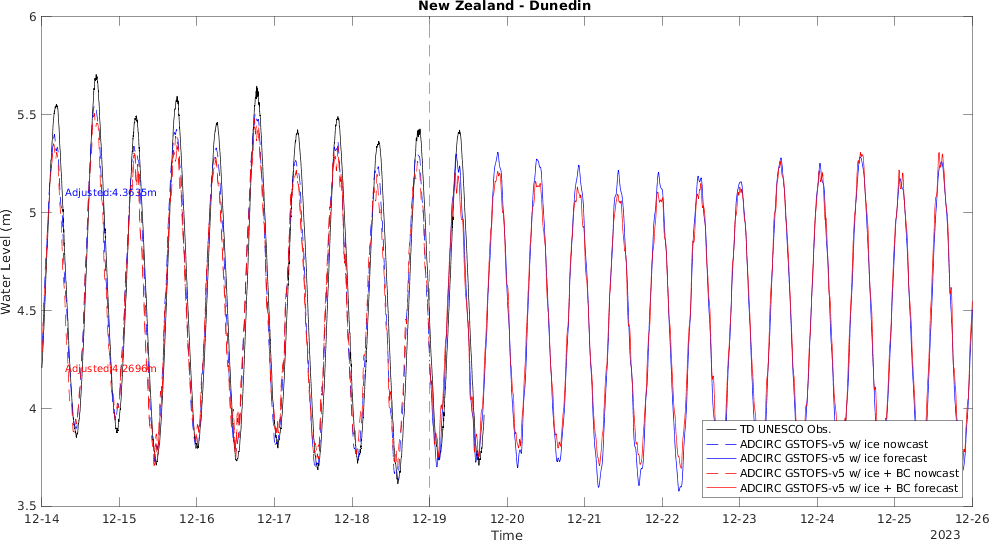 New Zealand - Dunedin
6
5.5
5
4.5
4
3.5
Water Level (m)
Adjusted:4.3635m
Adjusted:4.2696m
TD UNESCO Obs.
ADCIRC GSTOFS-v5 w/ ice nowcast
ADCIRC GSTOFS-v5 w/ ice forecast
ADCIRC GSTOFS-v5 w/ ice + BC nowcast
ADCIRC GSTOFS-v5 w/ ice + BC forecast
12-14 12-15 12-16 12-17 12-18 12-19 12-20 12-21 12-22 12-23 12-24 12-25 12-26
Time
2023